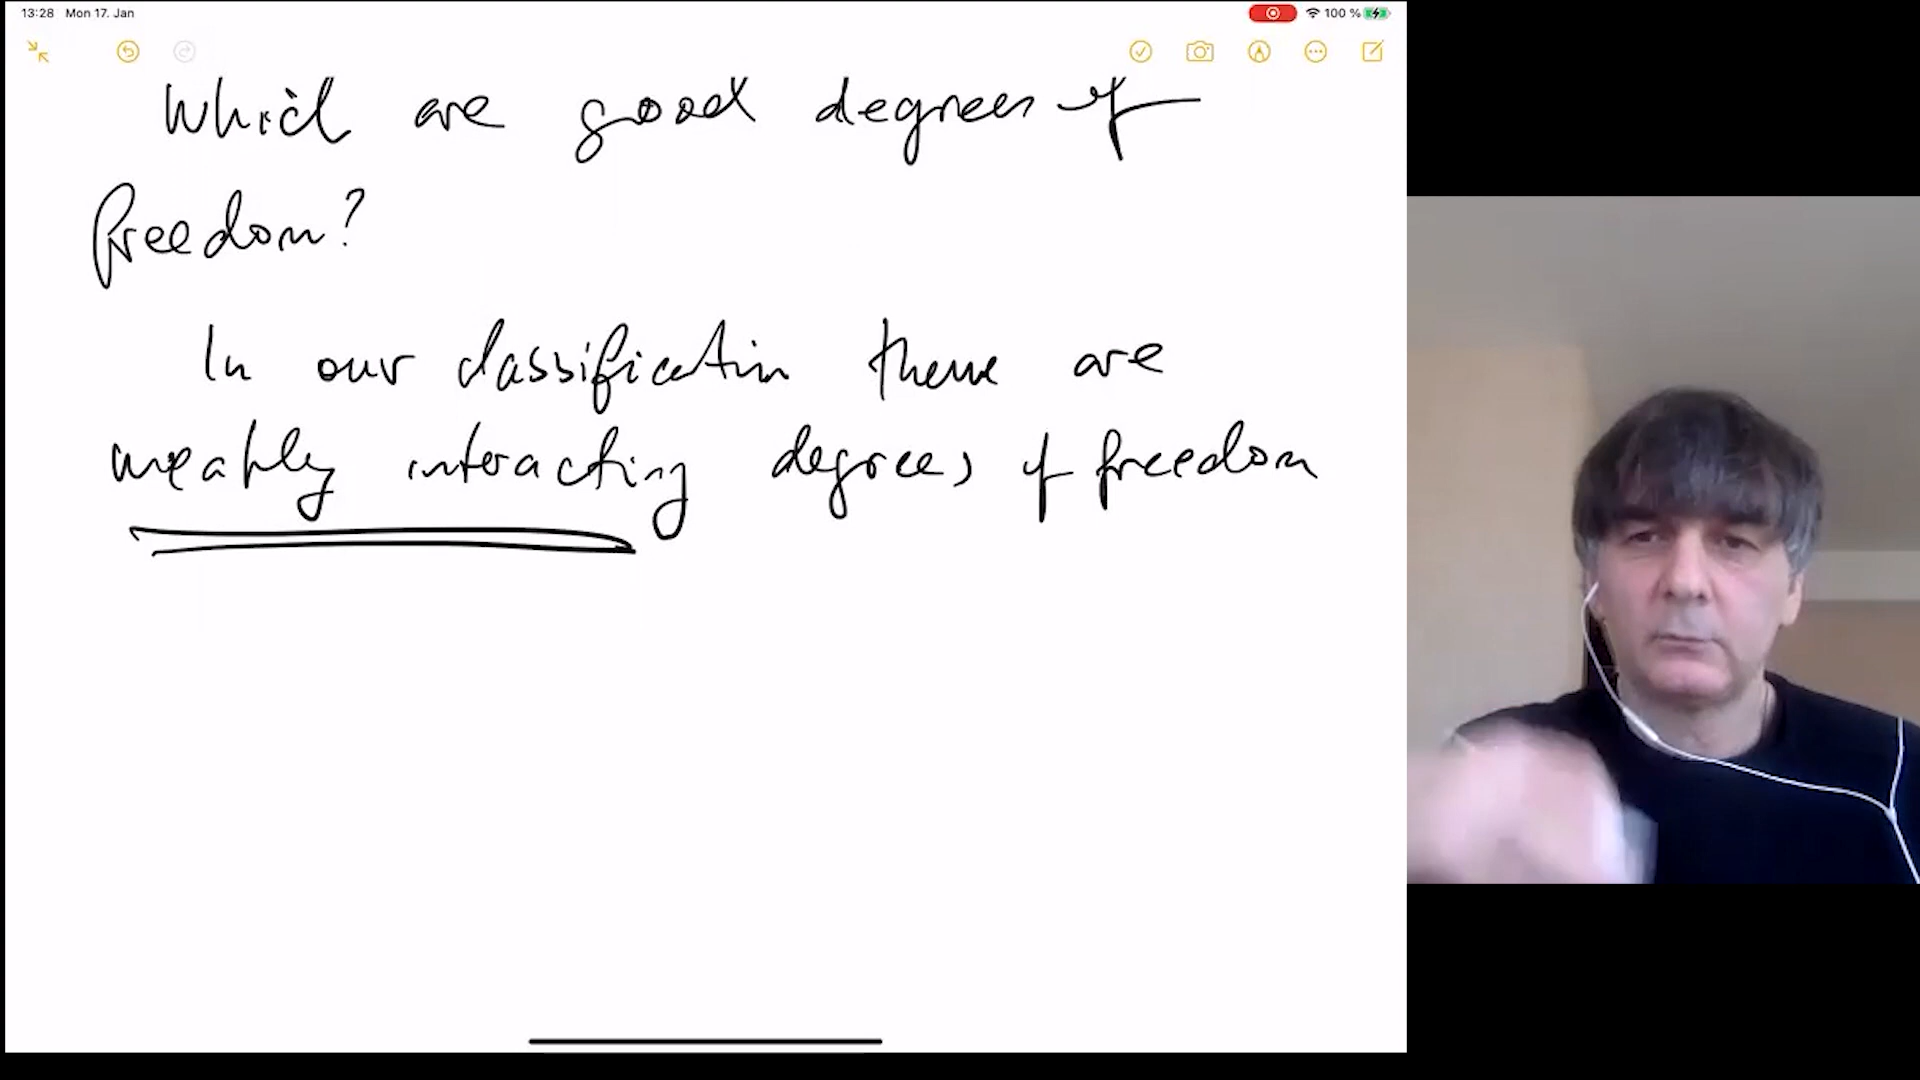 13:28 Mon 17. Jan 100 %
Which are good degrees of
freedom?
In our classification there are
weakly interacting degrees of freedom